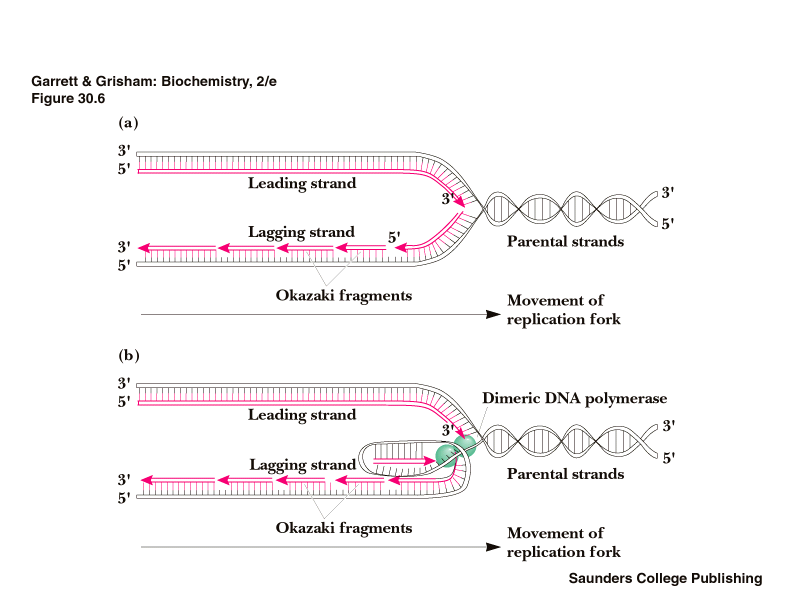 Garrett & Grisham: Biochemistry, 2/e
Figure 30.6
(a)
3'
5'
Leading strand
3'
3'
5'
Lagging strand
5'
3'
5'
Parental strands
Okazaki fragments
Movement of
replication fork
(b)
3'
5'
Leading strand
Dimeric DNA polymerase
3'
3'
5'
Lagging strand
3'
5'
Parental strands
Okazaki fragments
Movement of
replication fork
Saunders College Publishing